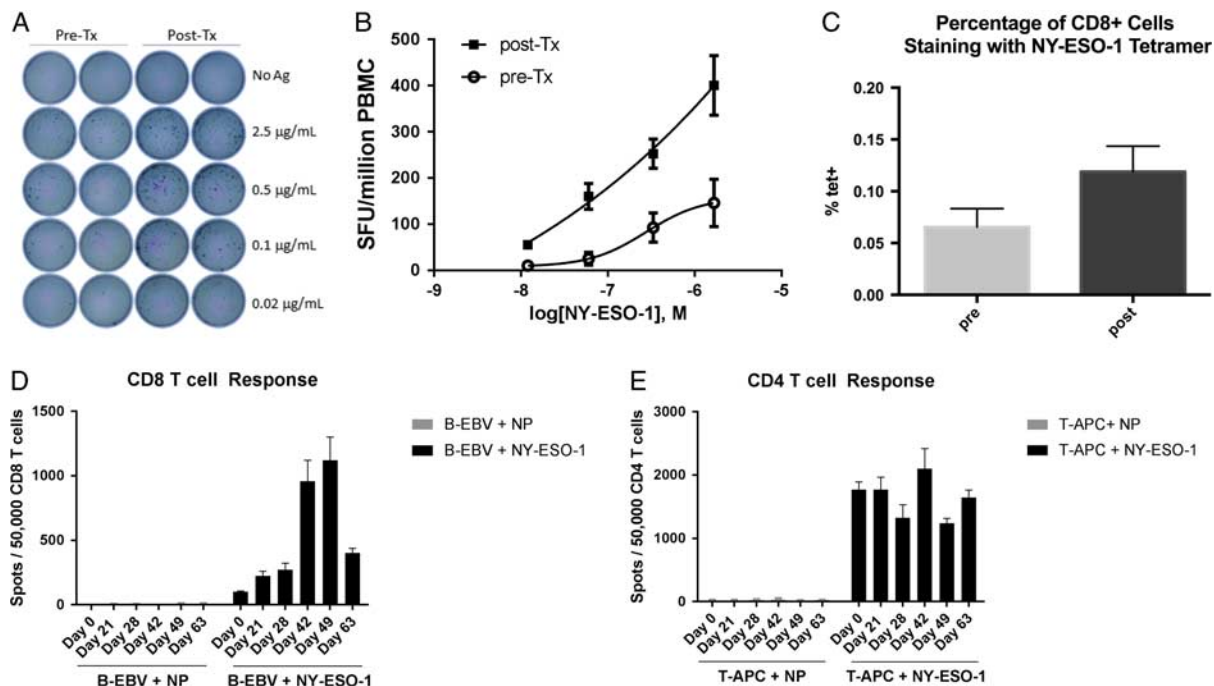 A
Pre-Tx Post-Tx
No Ag
2.5 µg/mL
0.5 µg/mL
0.1 µg/mL
0.02 µg/mL
B
500
400
300
200
100
0
SFU/million PBMC
post-Tx
pre-Tx
-9 -8 -7 -6 -5
log[NY-ESO-1], M
C
Percentage of CD8+ Cells
Staining with NY-ESO-1 Tetramer
0.20
0.15
0.10
0.05
0.00
% tet+
pre post
D
CD8 T cell Response
1500
1000
500
0
Spots / 50,000 CD8 T cells
B-EBV + NP
B-EBV + NY-ESO-1
Day 0 Day 21 Day 28 Day 42 Day 49 Day 63 Day 0 Day 21 Day 28 Day 42 Day 49 Day 63
B-EBV + NP B-EBV + NY-ESO-1
E
CD4 T cell Response
3000
2000
1000
0
Spots / 50,000 CD4 T cells
T-APC+ NP
T-APC + NY-ESO-1
Day 0 Day 21 Day 28 Day 42 Day 49 Day 63 Day 0 Day 21 Day 28 Day 42 Day 49 Day 63
T-APC + NP T-APC + NY-ESO-1